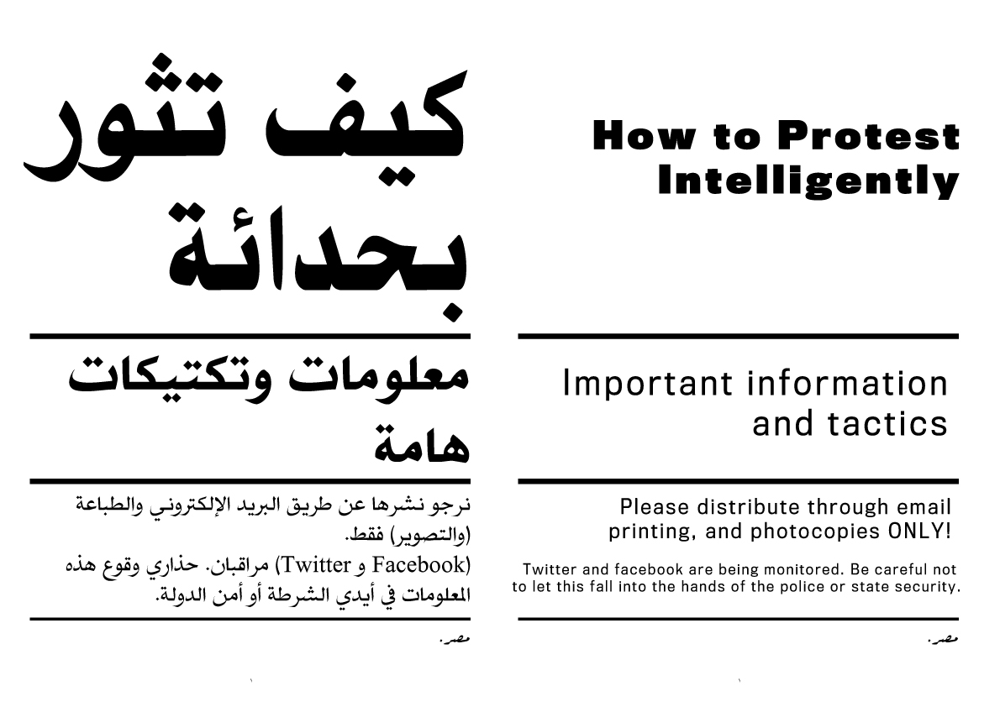 كيف تثور
بحدائة
معلومات وتكتيكات
هامة
نرجو نشرها عن طريق البريد الإلكتروني والطباعة
(والتصوير) فقط.
(Facebook و Twitter) مراقبان. حذاري وقوع هذه
المعلومات في أيدي الشرطة أو أمن الدولة.
مصر.
١
How to Protest
Intelligently
Important information
and tactics
Please distribute through email
printing, and photocopies ONLY!
Twitter and facebook are being monitored. Be careful not
to let this fall into the hands of the police or state security.
مصر.
١